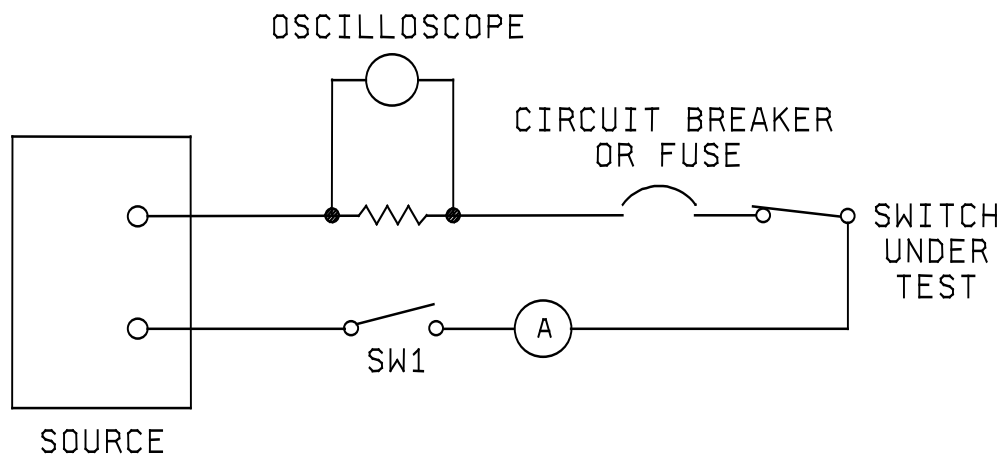 OSCILLOSCOPE
CIRCUIT BREAKER
OR FUSE
SWITCH
UNDER
TEST
A
SW1
SOURCE